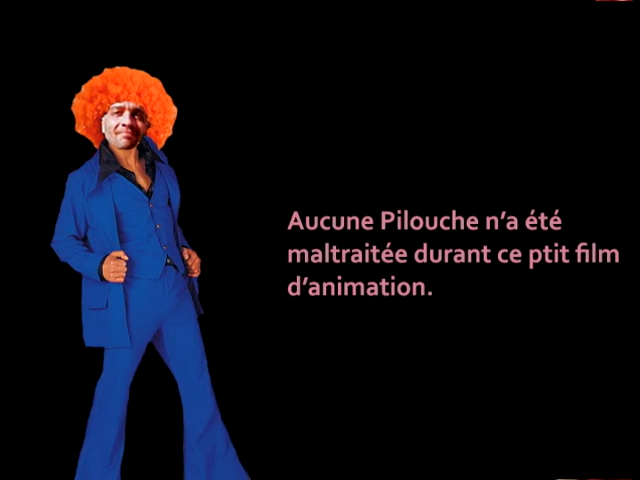 Aucune Pilouche n’a été
maltraitée durant ce ptit film
d’animation.